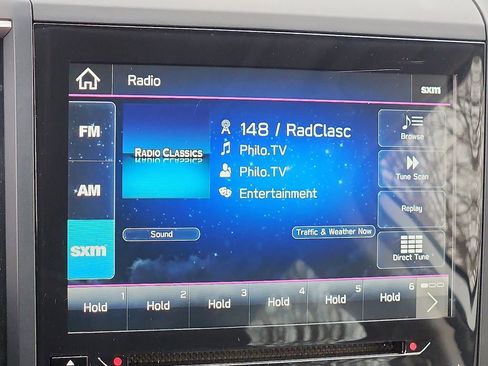 Radio
sxm
FM
AM
sxm
RADIO CLASSICS
148 / RadClasc
Philo.TV
Philo.TV
Entertainment
Sound
Traffic & Weather Now
Browse
Tune Scan
Replay
Direct Tune
1 2 3 4 5 6
Hold Hold Hold Hold Hold Hold